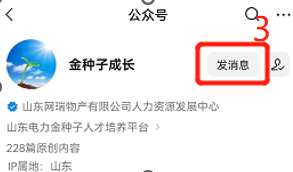 公众号
3
金种子成长
发消息
山东网瑞物产有限公司人力资源发展中心
山东电力金种子人才培养平台
228篇原创内容
IP属地：山东